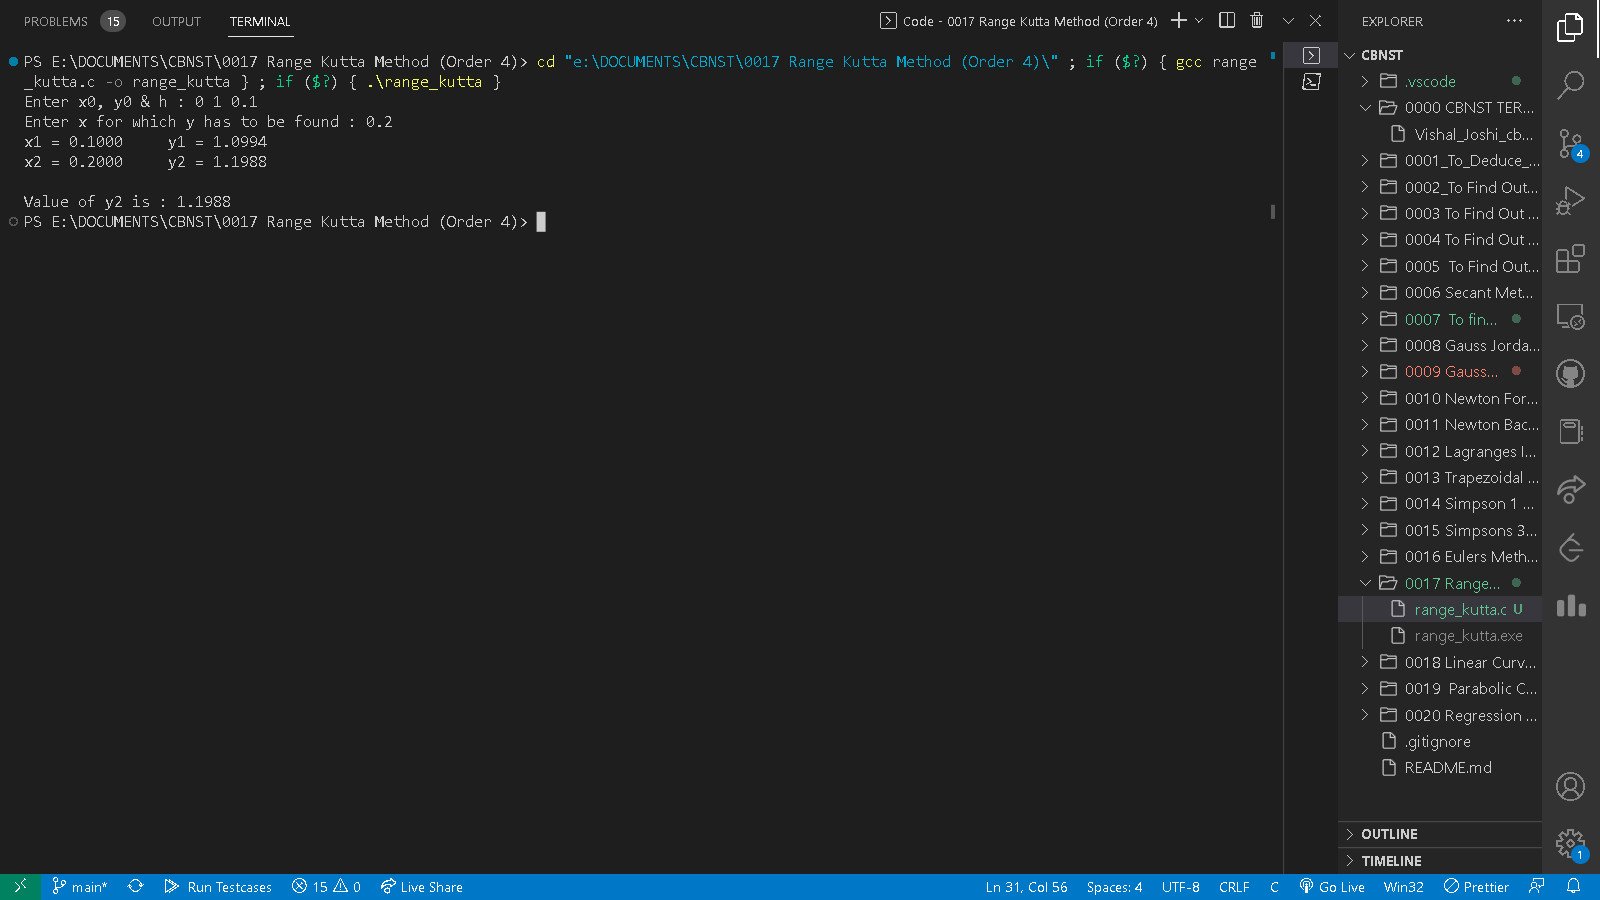 PROBLEMS 15 OUTPUT TERMINAL
Code - 0017 Range Kutta Method (Order 4)
PS E:\DOCUMENTS\CBNST\0017 Range Kutta Method (Order 4)> cd "e:\DOCUMENTS\CBNST\0017 Range Kutta Method (Order 4)\" ; if ($?) { gcc range
_kutta.c -o range_kutta } ; if ($?) { .\range_kutta }
Enter x0, y0 & h : 0 1 0.1
Enter x for which y has to be found : 0.2
x1 = 0.1000 y1 = 1.0994
x2 = 0.2000 y2 = 1.1988
Value of y2 is : 1.1988
PS E:\DOCUMENTS\CBNST\0017 Range Kutta Method (Order 4)>
EXPLORER
CBNST
.vscode
0000 CBNST TER...
Vishal_Joshi_cb...
0001_To_Deduce_...
0002_To Find Out...
0003 To Find Out ...
0004 To Find Out ...
0005 To Find Out...
0006 Secant Met...
0007 To fin...
0008 Gauss Jorda...
0009 Gauss...
0010 Newton For...
0011 Newton Bac...
0012 Lagranges I...
0013 Trapezoidal ...
0014 Simpson 1 ...
0015 Simpsons 3...
0016 Eulers Meth...
0017 Range...
range_kutta.c U
range_kutta.exe
0018 Linear Curv...
0019 Parabolic C...
0020 Regression ...
.gitignore
README.md
OUTLINE
TIMELINE
4
1
main* Run Testcases 15 0 Live Share
Ln 31, Col 56 Spaces: 4 UTF-8 CRLF C Go Live Win32 Prettier